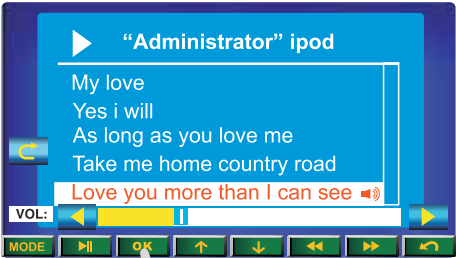 “Administrator” ipod
My love
Yes i will
As long as you love me
Take me home country road
Love you more than I can see
VOL:
MODE OK